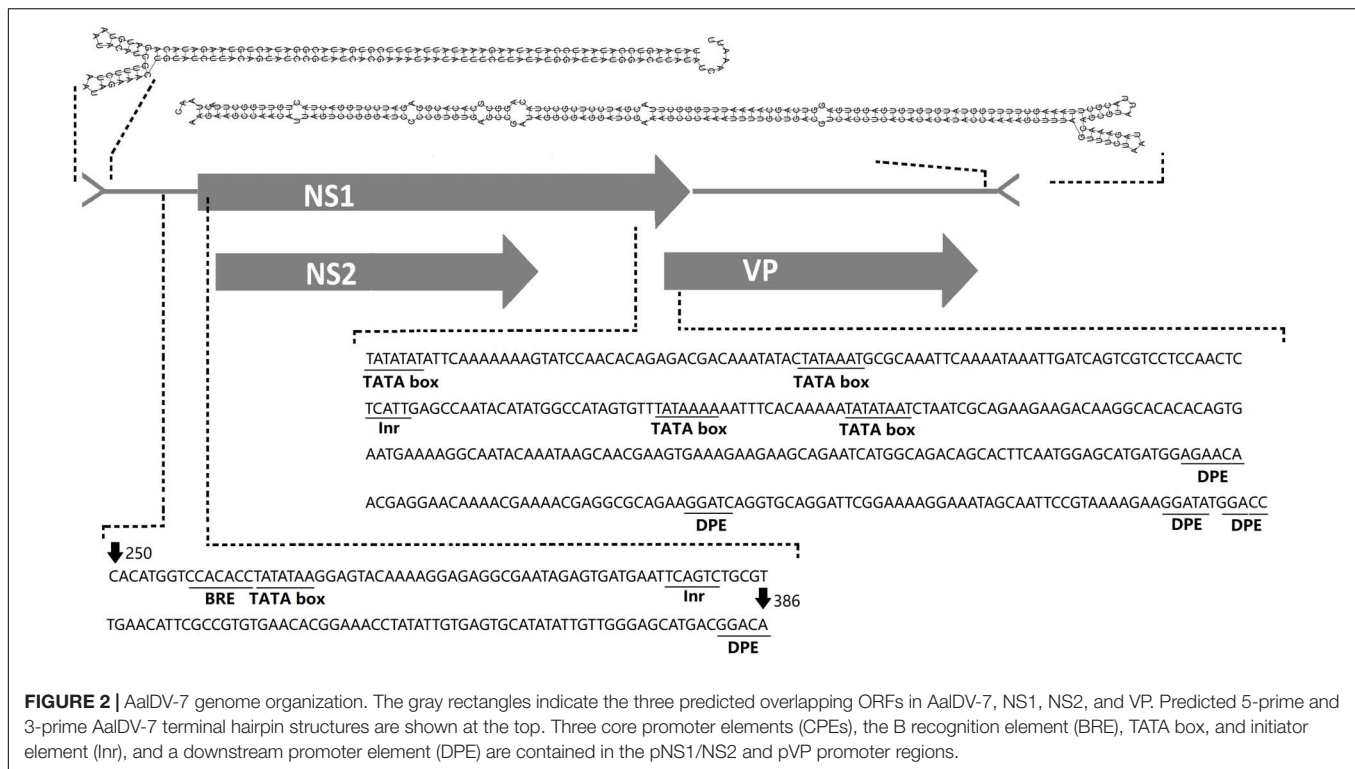 NS1
NS2
VP
TATATATATTCAAAAAAAGTATCCAACACAGAGACGACAAATATACTATAAATGCGCAAATTCAAAATAAATTGATCAGTCGTCCTCCAACTC
TATA box TATA box
TCATTGAGCCAATACATATGGCCATAGTGTTTATAAAAAATTTCACAAAAATATATAATCTAATCGCAGAAGAAGACAAGGCACACACAGTG
Inr TATA box TATA box
AATGAAAAGGCAATACAAATAAGCAACGAAGTGAAAGAAGAAGCAGAATCATGGCAGACAGCACTTCAATGGAGCATGATGGAGAACA
DPE
ACGAGGAACAAAACGAAAACGAGGCGCAGAAGGATCAGGTGCAGGATTCGGAAAAGGAAATAGCAATTCCGTAAAAGAAGGATATGGACC
DPE DPE DPE
250
CACATGGTCCACACCTATATAAGGAGTACAAAAGGAGAGGCGAATAGAGTGATGAATTCAGTCTGCGT
BRE TATA box Inr
386
TGAACATTCGCCGTGTGAACACGGAAACCTATATTGTGAGTGCATATATTGTTGGGAGCATGACGGACA
DPE
FIGURE 2 | AalDV-7 genome organization. The gray rectangles indicate the three predicted overlapping ORFs in AalDV-7, NS1, NS2, and VP. Predicted 5-prime and
3-prime AalDV-7 terminal hairpin structures are shown at the top. Three core promoter elements (CPEs), the B recognition element (BRE), TATA box, and initiator
element (Inr), and a downstream promoter element (DPE) are contained in the pNS1/NS2 and pVP promoter regions.